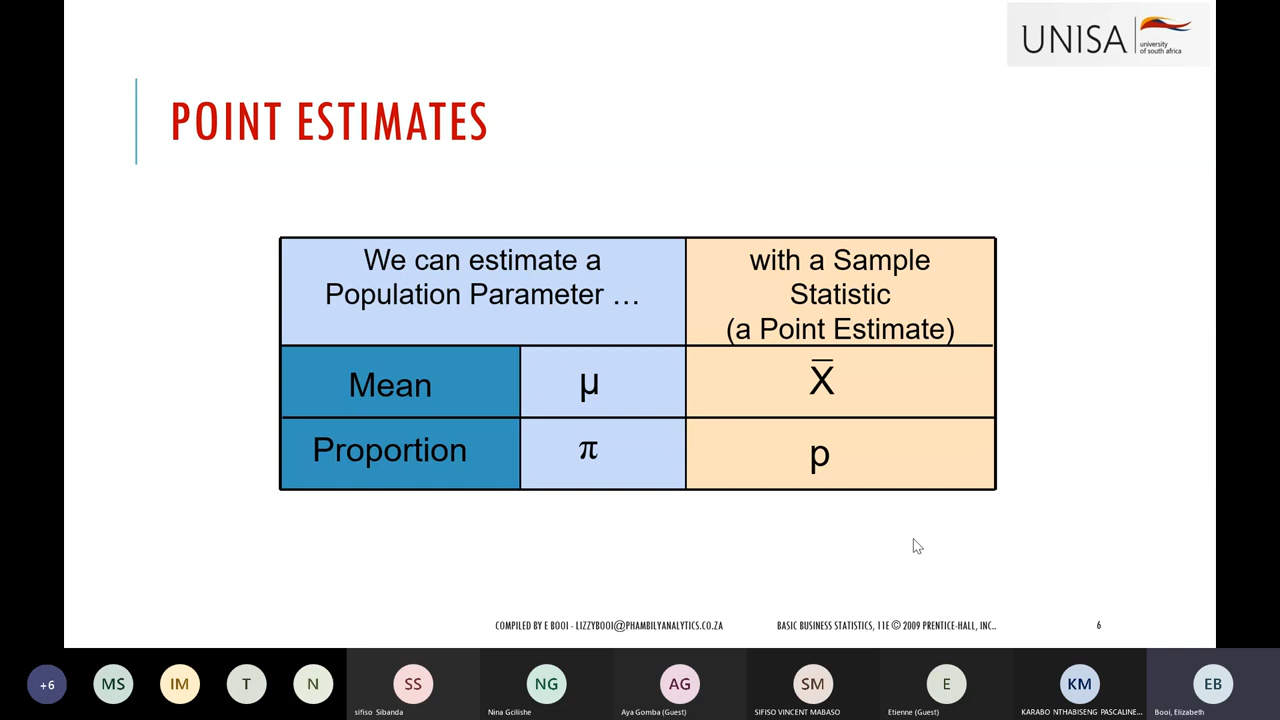 UNISA
university
of south africa
POINT ESTIMATES
We can estimate a
Population Parameter …
with a Sample
Statistic
(a Point Estimate)
Mean
μ
X̅
Proportion
π
p
COMPILED BY E BOOI - LIZZYBOOI@PHAMBILYANALYTICS.CO.ZA
BASIC BUSINESS STATISTICS, 11E © 2009 PRENTICE-HALL, INC..
6
+6
MS
IM
T
N
SS
sifiso Sibanda
NG
Nina Gcilishe
AG
Aya Gomba (Guest)
SM
SIFISO VINCENT MABASO
E
Etienne (Guest)
KM
KARABO NTHABISENG PASCALINE...
EB
Booi, Elizabeth